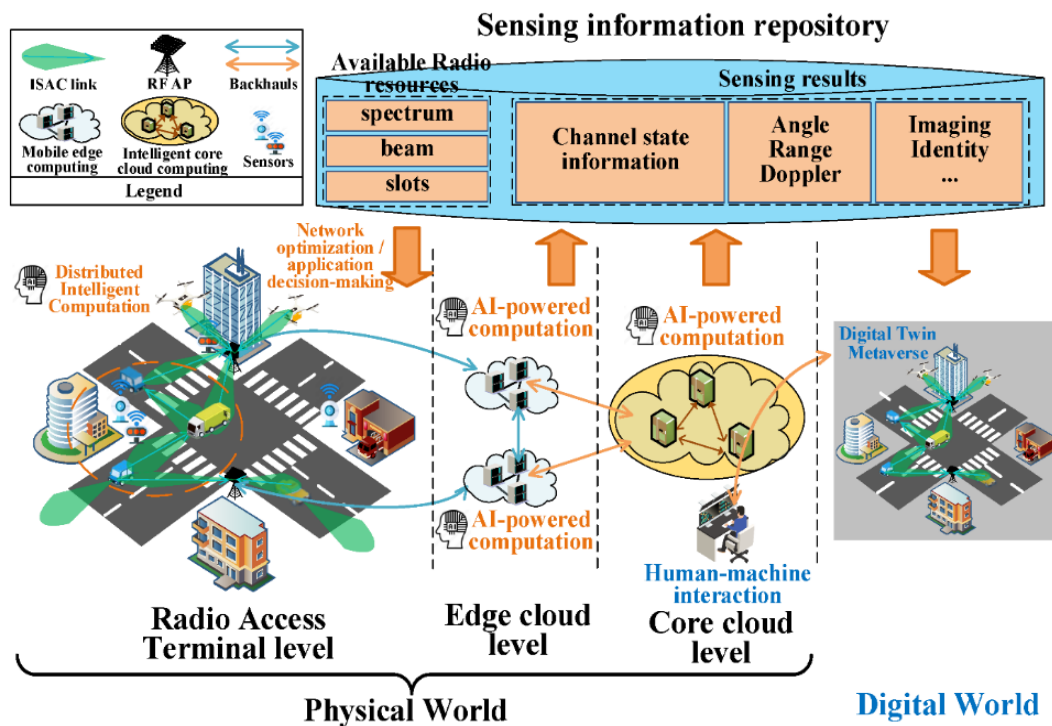 Sensing information repository
ISAC link
RF AP
Backhauls
Mobile edge
computing
Intelligent core
cloud computing
Sensors
Legend
Available Radio
resources
spectrum
beam
slots
Sensing results
Channel state
information
Angle
Range
Doppler
Imaging
Identity
...
Distributed
Intelligent
Computation
Network
optimization /
application
decision-making
AI-powered
computation
AI-powered
computation
AI-powered
computation
Digital Twin
Metaverse
Human-machine
interaction
Radio Access
Terminal level
Edge cloud
level
Core cloud
level
Physical World
Digital World